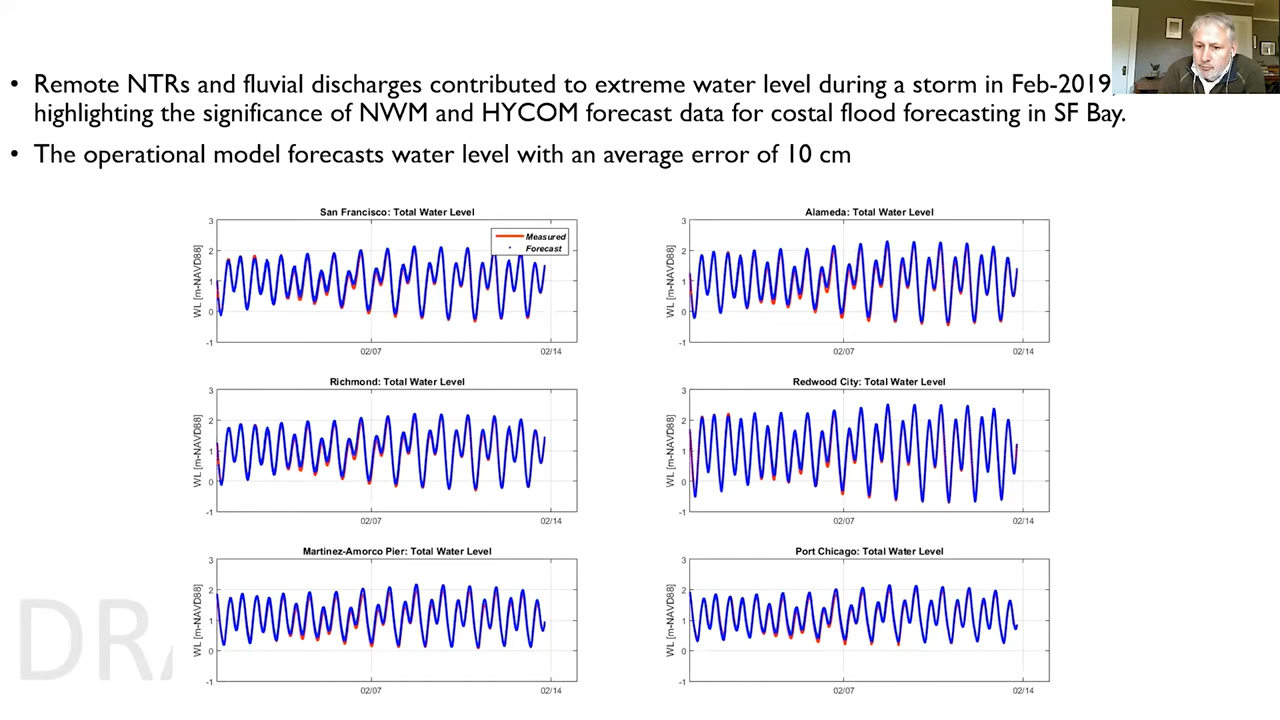 • Remote NTRs and fluvial discharges contributed to extreme water level during a storm in Feb-2019,
highlighting the significance of NWM and HYCOM forecast data for costal flood forecasting in SF Bay.
• The operational model forecasts water level with an average error of 10 cm
San Francisco: Total Water Level
3
2
1
0
-1
WL [m-NAVD88]
Measured
Forecast
02/07
02/14
Alameda: Total Water Level
3
2
1
0
-1
WL [m-NAVD88]
02/07
02/14
Richmond: Total Water Level
3
2
1
0
-1
WL [m-NAVD88]
02/07
02/14
Redwood City: Total Water Level
3
2
1
0
-1
WL [m-NAVD88]
02/07
02/14
Martinez-Amorco Pier: Total Water Level
3
2
1
0
-1
WL [m-NAVD88]
02/07
02/14
Port Chicago: Total Water Level
3
2
1
0
-1
WL [m-NAVD88]
02/07
02/14